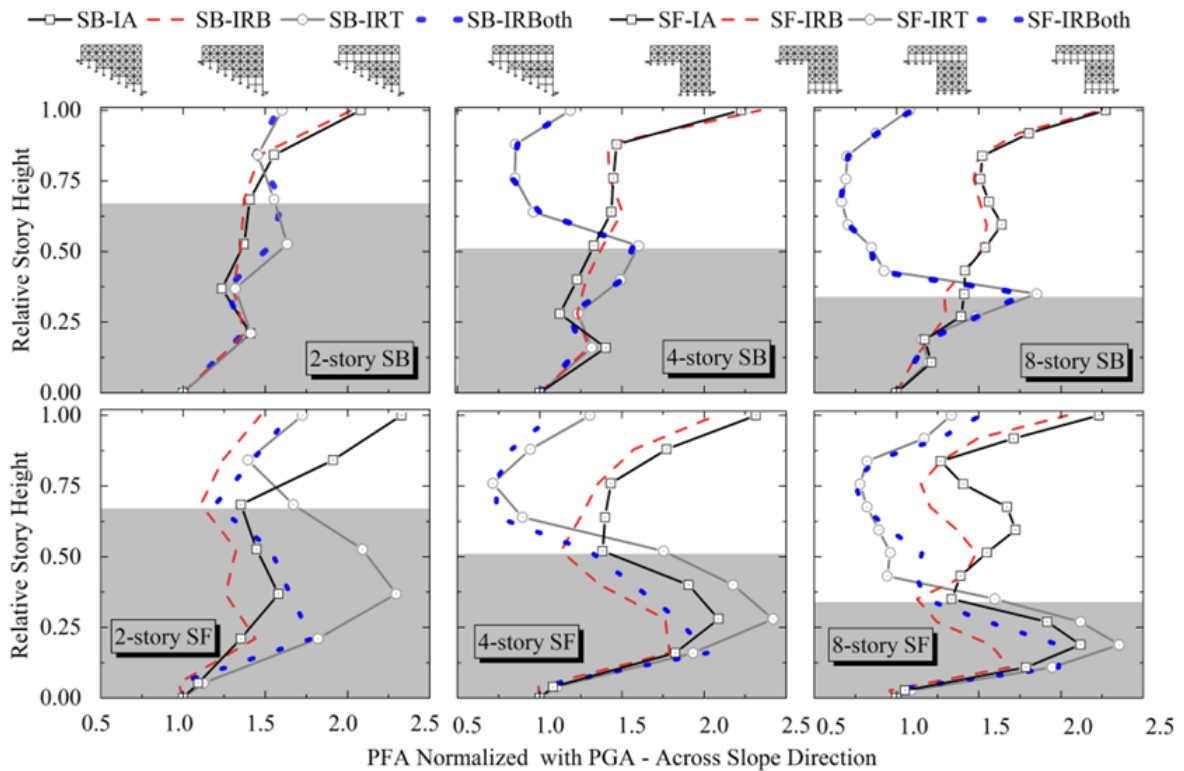 SB-IA SB-IRB SB-IRT SB-IRBoth SF-IA SF-IRB SF-IRT SF-IRBoth
Relative Story Height
1.00
0.75
0.50
0.25
0.00
2-story SB
4-story SB
8-story SB
Relative Story Height
1.00
0.75
0.50
0.25
0.00
2-story SF
4-story SF
8-story SF
0.5 1.0 1.5 2.0 2.5 0.5 1.0 1.5 2.0 2.5 0.5 1.0 1.5 2.0 2.5
PFA Normalized with PGA - Across Slope Direction